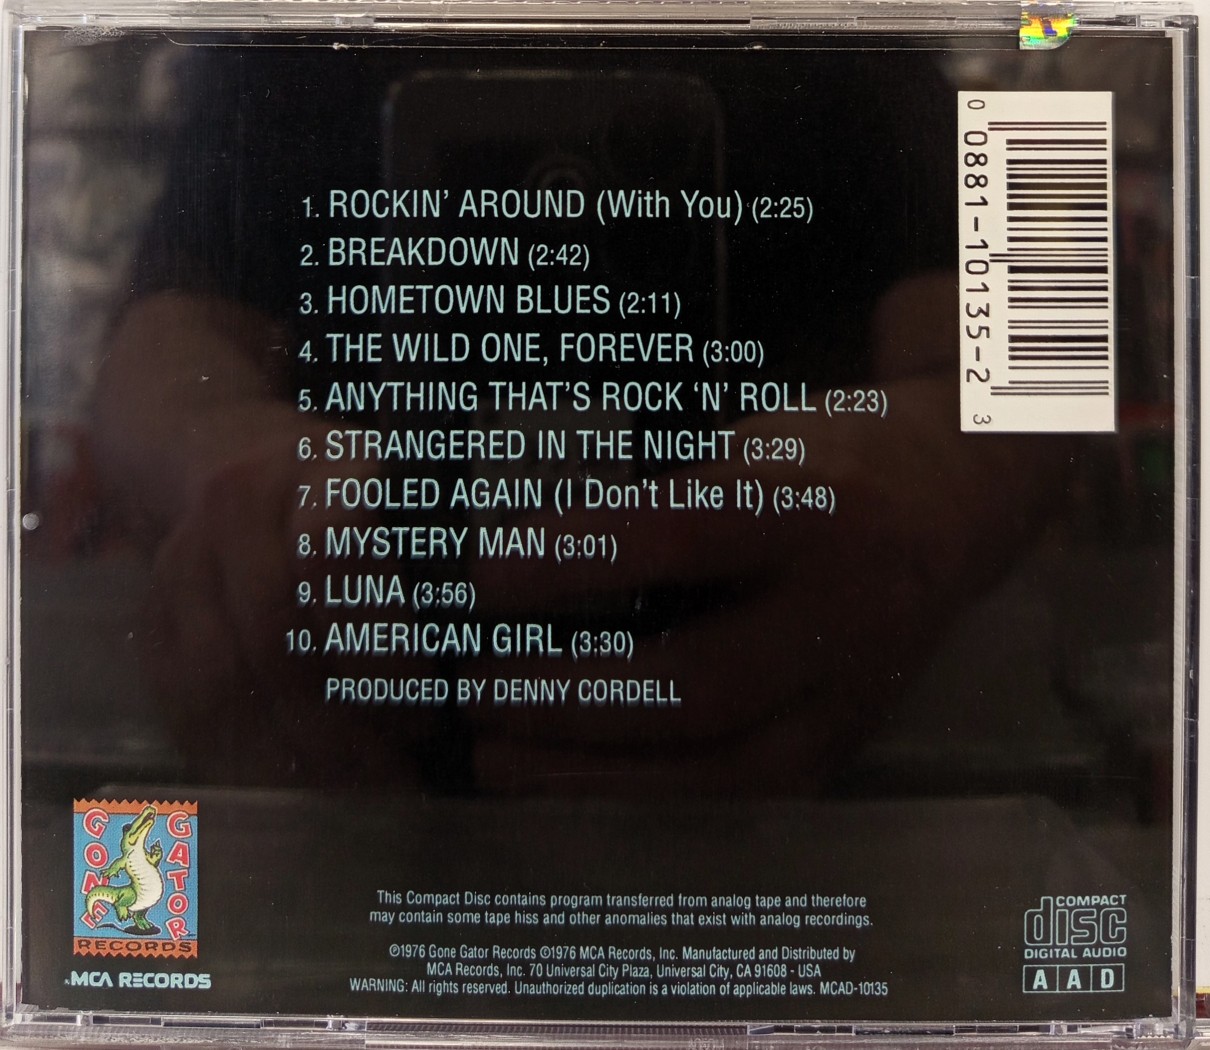 1. ROCKIN' AROUND (With You) (2:25)
2. BREAKDOWN (2:42)
3. HOMETOWN BLUES (2:11)
4. THE WILD ONE, FOREVER (3:00)
5. ANYTHING THAT'S ROCK 'N' ROLL (2:23)
6. STRANGERED IN THE NIGHT (3:29)
7. FOOLED AGAIN (I Don't Like It) (3:48)
8. MYSTERY MAN (3:01)
9. LUNA (3:56)
10. AMERICAN GIRL (3:30)
PRODUCED BY DENNY CORDELL
0 0881-10135-2 3
GONE GATOR
RECORDS
MCA RECORDS
This Compact Disc contains program transferred from analog tape and therefore
may contain some tape hiss and other anomalies that exist with analog recordings.
©1976 Gone Gator Records ©1976 MCA Records, Inc. Manufactured and Distributed by
MCA Records, Inc. 70 Universal City Plaza, Universal City, CA 91608 - USA
WARNING: All rights reserved. Unauthorized duplication is a violation of applicable laws. MCAD-10135
COMPACT
disc
DIGITAL AUDIO
A A D